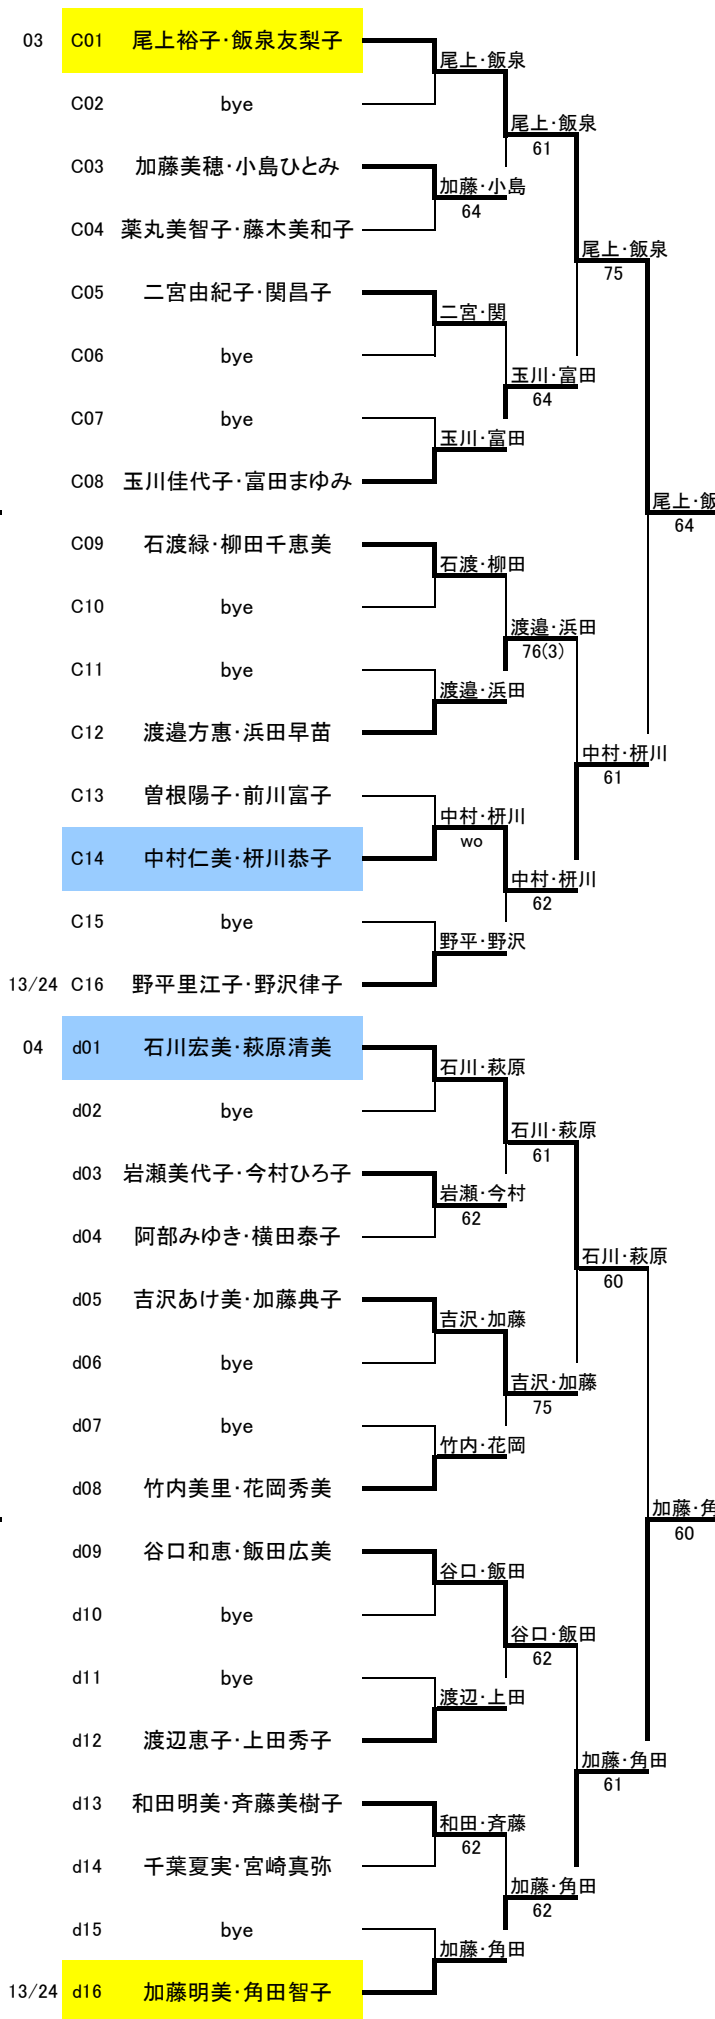 03 C01 尾上裕子・飯泉友梨子
尾上・飯泉
C02 bye
尾上・飯泉
61
C03 加藤美穂・小島ひとみ
加藤・小島
64
C04 薬丸美智子・藤木美和子
尾上・飯泉
75
C05 二宮由紀子・関昌子
二宮・関
C06 bye
玉川・富田
64
C07 bye
玉川・富田
C08 玉川佳代子・富田まゆみ
尾上・飯
64
C09 石渡緑・柳田千恵美
石渡・柳田
C10 bye
渡邉・浜田
76(3)
C11 bye
渡邉・浜田
C12 渡邉方惠・浜田早苗
中村・枡川
61
C13 曽根陽子・前川富子
中村・枡川
wo
C14 中村仁美・枡川恭子
中村・枡川
62
C15 bye
野平・野沢
13/24 C16 野平里江子・野沢律子
04 d01 石川宏美・萩原清美
石川・萩原
d02 bye
石川・萩原
61
d03 岩瀬美代子・今村ひろ子
岩瀬・今村
62
d04 阿部みゆき・横田泰子
石川・萩原
60
d05 吉沢あけ美・加藤典子
吉沢・加藤
d06 bye
吉沢・加藤
75
d07 bye
竹内・花岡
d08 竹内美里・花岡秀美
加藤・角
60
d09 谷口和恵・飯田広美
谷口・飯田
d10 bye
谷口・飯田
62
d11 bye
渡辺・上田
d12 渡辺恵子・上田秀子
加藤・角田
61
d13 和田明美・斉藤美樹子
和田・斉藤
62
d14 千葉夏実・宮崎真弥
加藤・角田
62
d15 bye
加藤・角田
13/24 d16 加藤明美・角田智子